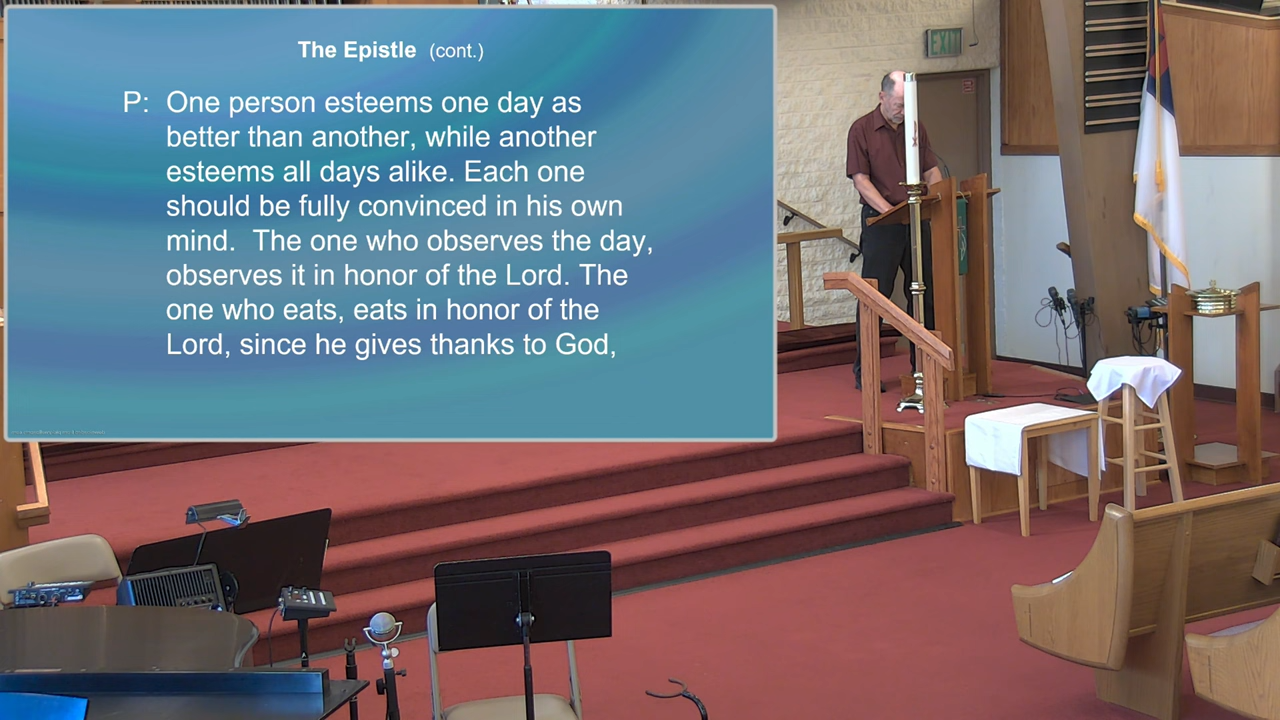 The Epistle (cont.)
P: One person esteems one day as
better than another, while another
esteems all days alike. Each one
should be fully convinced in his own
mind.  The one who observes the day,
observes it in honor of the Lord. The
one who eats, eats in honor of the
Lord, since he gives thanks to God,
EXIT